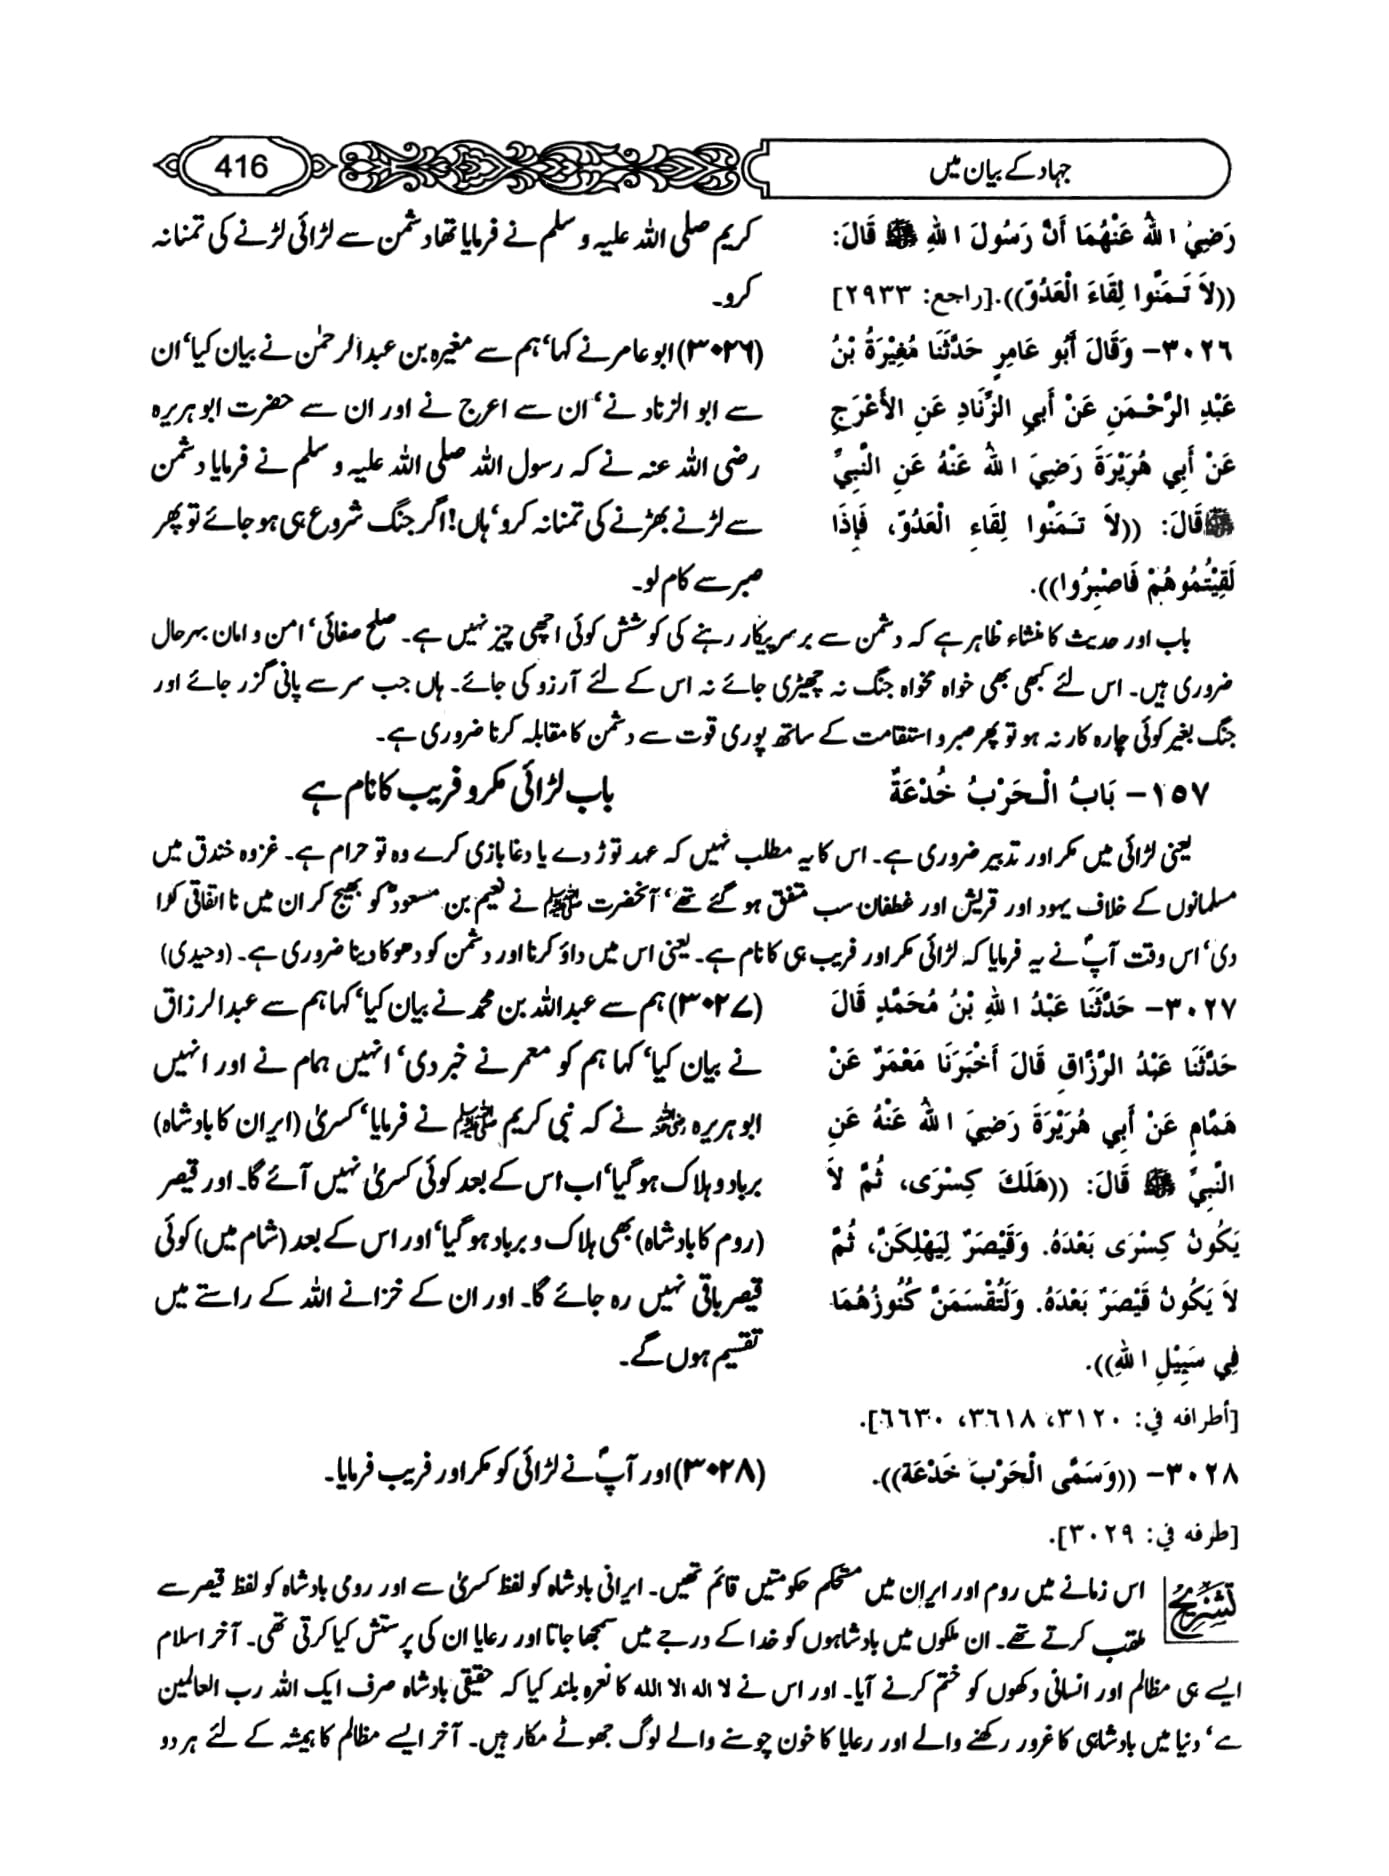 جہاد کے بیان میں
416
رَضِيَ اللهُ عَنْهُمَا أَنَّ رَسُولَ اللهِ ﷺ قَالَ:
((لاَ تَـمَنَّوا لِقَاءَ الْعَدُوّ)).[راجع: ٢٩٣٣]
٣٠٢٦- وَقَالَ أَبُو عَامِرٍ حَدَّثَنَا مُغِيْرَةُ بْنُ
عَبْدِ الرَّحْـمَنِ عَنْ أَبِي الزِّنَادِ عَنِ الأَعْرَجِ
عَنْ أَبِي هُرَيْرَةَ رَضِيَ اللهُ عَنْهُ عَنِ النَّبِيِّ
ﷺ قَالَ: ((لاَ تَـمَنَّوا لِقَاءِ الْعَدُوّ، فَإِذَا
لَقِيْتُمُوهُمْ فَاصْبِرُوا)).
کریم صلی اللہ علیہ و سلم نے فرمایا تھا دشمن سے لڑائی لڑنے کی تمنا نہ
کرو۔
(۳۰۲۶) ابو عامر نے کہا‘ ہم سے مغیرہ بن عبدالرحمٰن نے بیان کیا‘ ان
سے ابو الزناد نے‘ ان سے اعرج نے اور ان سے حضرت ابو ہریرہ
رضی اللہ عنہ نے کہ رسول اللہ صلی اللہ علیہ و سلم نے فرمایا دشمن
سے لڑنے بھڑنے کی تمنا نہ کرو‘ ہاں! اگر جنگ شروع ہی ہو جائے تو پھر
صبر سے کام لو۔
باب اور حدیث کا منشاء ظاہر ہے کہ دشمن سے برسرپیکار رہنے کی کوشش کوئی اچھی چیز نہیں ہے۔ صلح صفائی‘ امن و امان بہرحال
ضروری ہیں۔ اس لئے کبھی بھی خواہ مخواہ جنگ نہ چھیڑی جائے نہ اس کے لئے آرزو کی جائے۔ ہاں جب سر سے پانی گزر جائے اور
جنگ بغیر کوئی چارہ کار نہ ہو تو پھر صبر و استقامت کے ساتھ پوری قوت سے دشمن کا مقابلہ کرنا ضروری ہے۔
١٥٧- بَابُ الْـحَرْبُ خُدْعَةٌ
باب لڑائی مکر و فریب کا نام ہے
یعنی لڑائی میں مکر اور تدبیر ضروری ہے۔ اس کا یہ مطلب نہیں کہ عہد توڑ دے یا دغا بازی کرے وہ تو حرام ہے۔ غزوہ خندق میں
مسلمانوں کے خلاف یہود اور قریش اور غطفان سب متفق ہو گئے تھے‘ آنحضرت ﷺ نے نعیم بن مسعودؓ کو بھیج کر ان میں نا اتفاقی کرا
دی‘ اس وقت آپؐ نے یہ فرمایا کہ لڑائی مکر اور فریب ہی کا نام ہے۔ یعنی اس میں داؤ کرنا اور دشمن کو دھوکا دینا ضروری ہے۔ (وحیدی)
٣٠٢٧- حَدَّثَنَا عَبْدُ اللهِ بْنُ مُحَمَّدٍ قَالَ
حَدَّثَنَا عَبْدُ الرَّزَّاقِ قَالَ أَخْبَرَنَا مَعْمَرٌ عَنْ
هَمَّامٍ عَنْ أَبِي هُرَيْرَةَ رَضِيَ اللهُ عَنْهُ عَنِ
النَّبِيِّ ﷺ قَالَ: ((هَلَكَ كِسْرَى، ثُمَّ لاَ
يَكُونُ كِسْرَى بَعْدَهُ. وَقَيْصَرٌ لَيَهْلِكَنَّ، ثُمَّ
لاَ يَكُونُ قَيْصَرٌ بَعْدَهُ. وَلَتُقْسَمَنَّ كُنُوزُهُمَا
فِي سَبِيْلِ اللهِ)).
[أطرافه في: ٣١٢٠، ٣٦١٨، ٦٦٣٠].
(۳۰۲۷) ہم سے عبداللہ بن محمد نے بیان کیا‘ کہا ہم سے عبدالرزاق
نے بیان کیا‘ کہا ہم کو معمر نے خبر دی‘ انہیں ہمام نے اور انہیں
ابو ہریرہ رضی اللہ عنہ نے کہ نبی کریم ﷺ نے فرمایا‘ کسریٰ (ایران کا بادشاہ)
برباد و ہلاک ہو گیا‘ اب اس کے بعد کوئی کسریٰ نہیں آئے گا۔ اور قیصر
(روم کا بادشاہ) بھی ہلاک و برباد ہو گیا‘ اور اس کے بعد (شام میں) کوئی
قیصر باقی نہیں رہ جائے گا۔ اور ان کے خزانے اللہ کے راستے میں
تقسیم ہوں گے۔
٣٠٢٨- ((وَسَمَّى الْحَرْبَ خَدْعَة)).
(۳۰۲۸) اور آپؐ نے لڑائی کو مکر اور فریب فرمایا۔
[طرفه في: ٣٠٢٩].
تشریح
اس زمانے میں روم اور ایران میں مستحکم حکومتیں قائم تھیں۔ ایرانی بادشاہ کو لفظ کسریٰ سے اور رومی بادشاہ کو لفظ قیصر سے
ملقب کرتے تھے۔ ان ملکوں میں بادشاہوں کو خدا کے درجے میں سمجھا جاتا اور رعایا ان کی پرستش کیا کرتی تھی۔ آخر اسلام
ایسے ہی مظالم اور انسانی دکھوں کو ختم کرنے آیا۔ اور اس نے لا الہ الا اللہ کا نعرہ بلند کیا کہ حقیقی بادشاہ صرف ایک اللہ رب العالمین
ہے‘ دنیا میں بادشاہی کا غرور رکھنے والے اور رعایا کا خون چوسنے والے لوگ جھوٹے مکار ہیں۔ آخر ایسے مظالم کا ہمیشہ کے لئے ہر دو